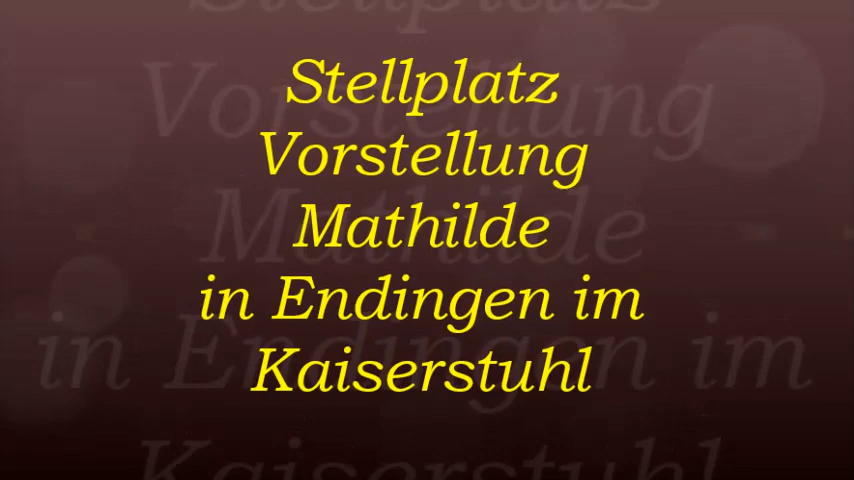 Stellplatz
Vorstellung
Mathilde
in Endingen im
Kaiserstuhl